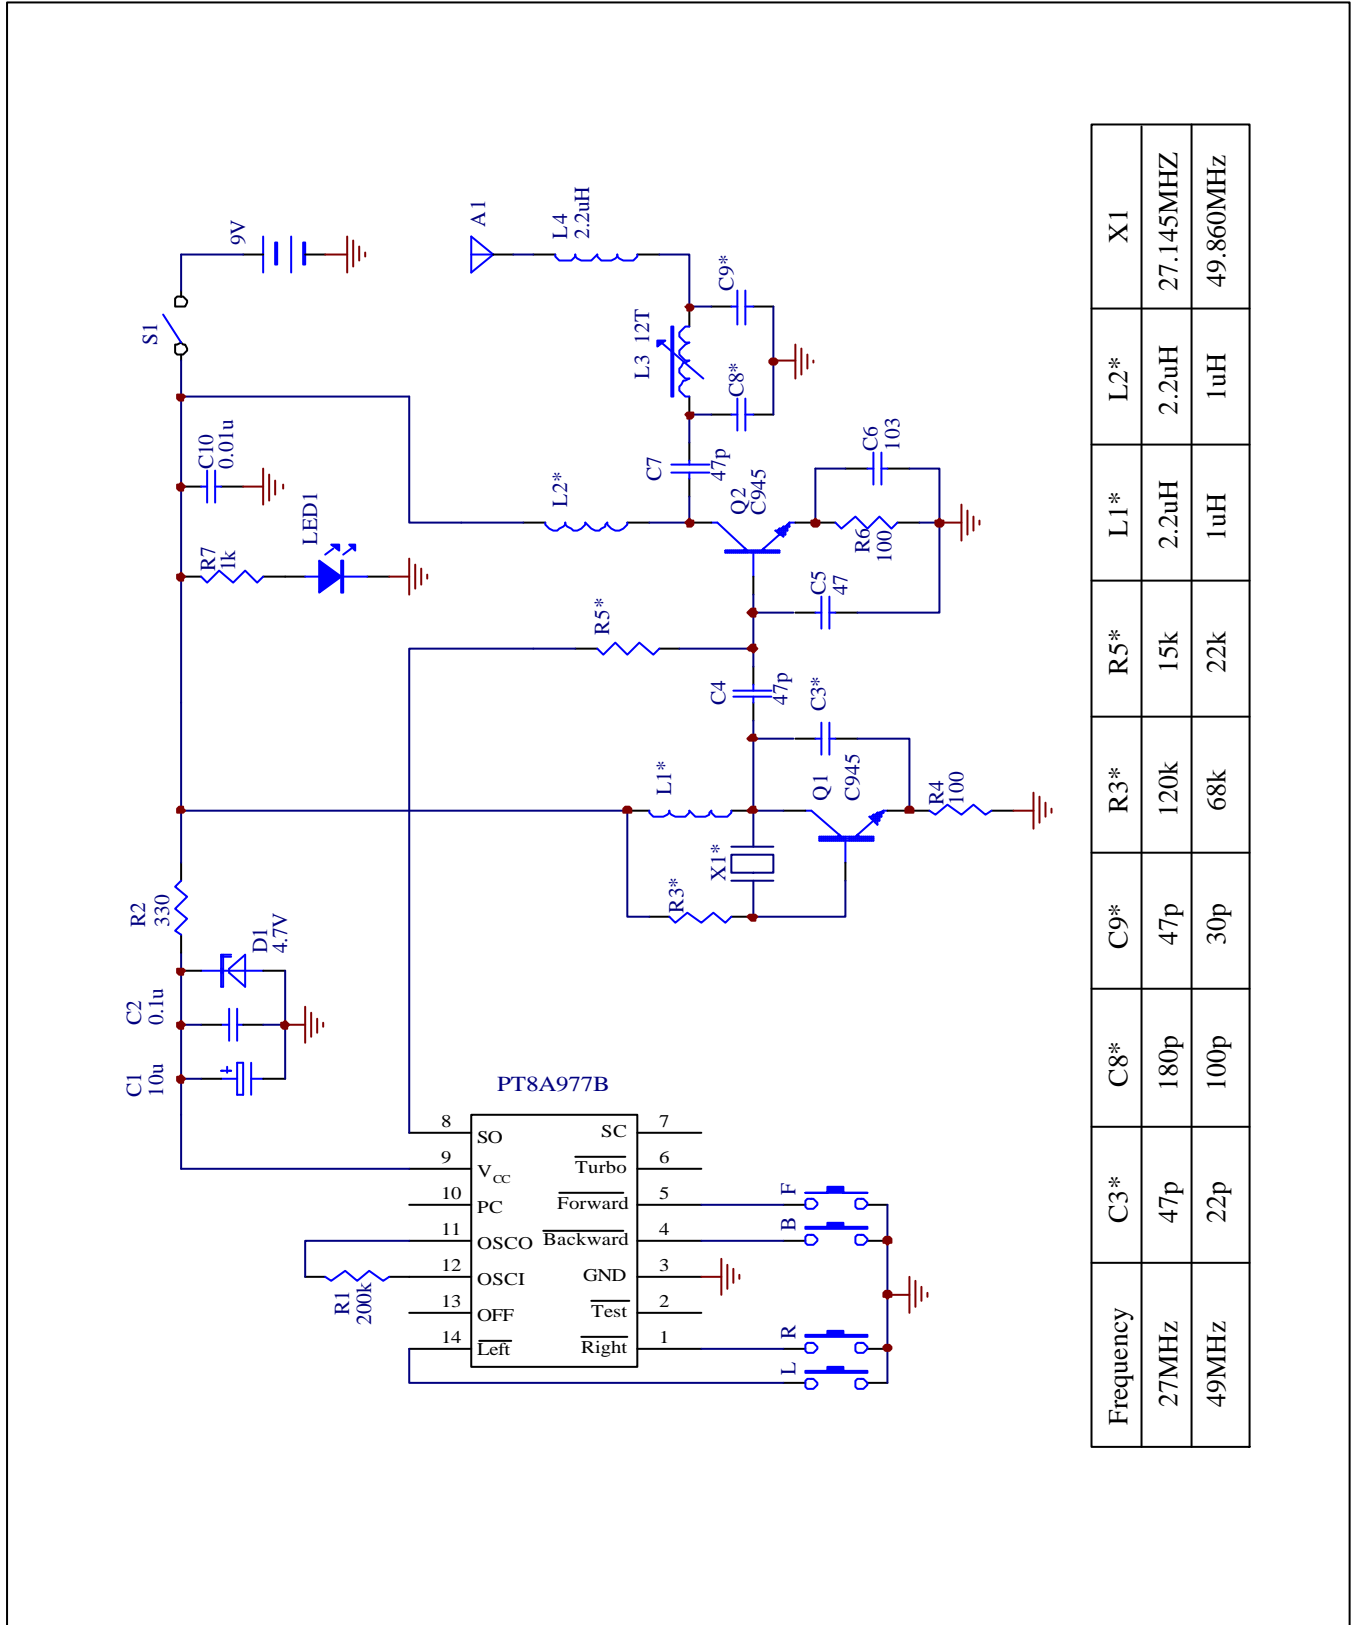 9V
S1
A1
L4
2.2uH
C10
0.01u
LED1
R7
1k
C9*
L3 12T
C8*
C7
47p
L2*
Q2
C945
C6
103
R6
100
C5
47
R5*
C4
47p
C3*
L1*
Q1
C945
X1*
R3*
R4
100
R2
330
D1
4.7V
C2
0.1u
C1
10u
PT8A977B
8 SO SC 7
9 VCC Turbo 6
10 PC Forward 5
11 OSCO Backward 4
12 OSCI GND 3
13 OFF Test 2
14 Left Right 1
R1
200k
F
B
R
L
Frequency C3* C8* C9* R3* R5* L1* L2* X1
27MHz 47p 180p 47p 120k 15k 2.2uH 2.2uH 27.145MHZ
49MHz 22p 100p 30p 68k 22k 1uH 1uH 49.860MHz